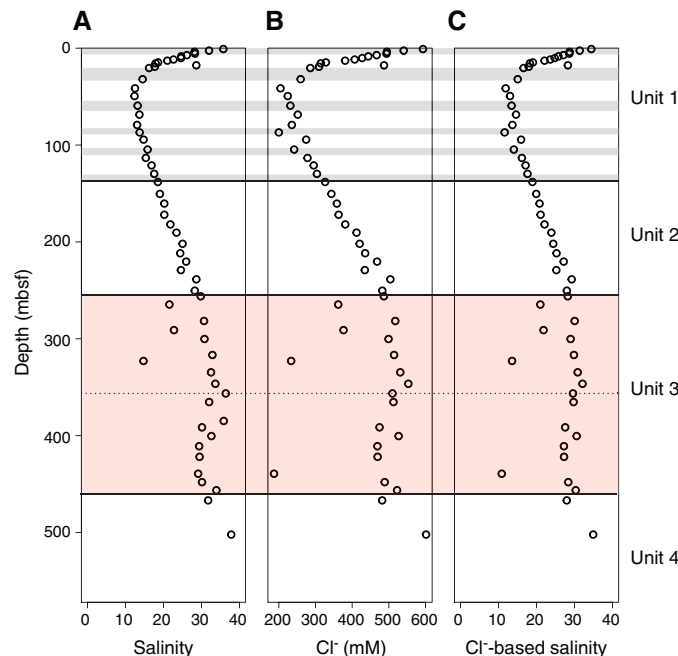 A B C
0
100
200
300
400
500
Depth (mbsf)
Unit 1
Unit 2
Unit 3
Unit 4
0 10 20 30 40
200 300 400 500 600
0 10 20 30 40
Salinity
Cl⁻ (mM)
Cl⁻-based salinity